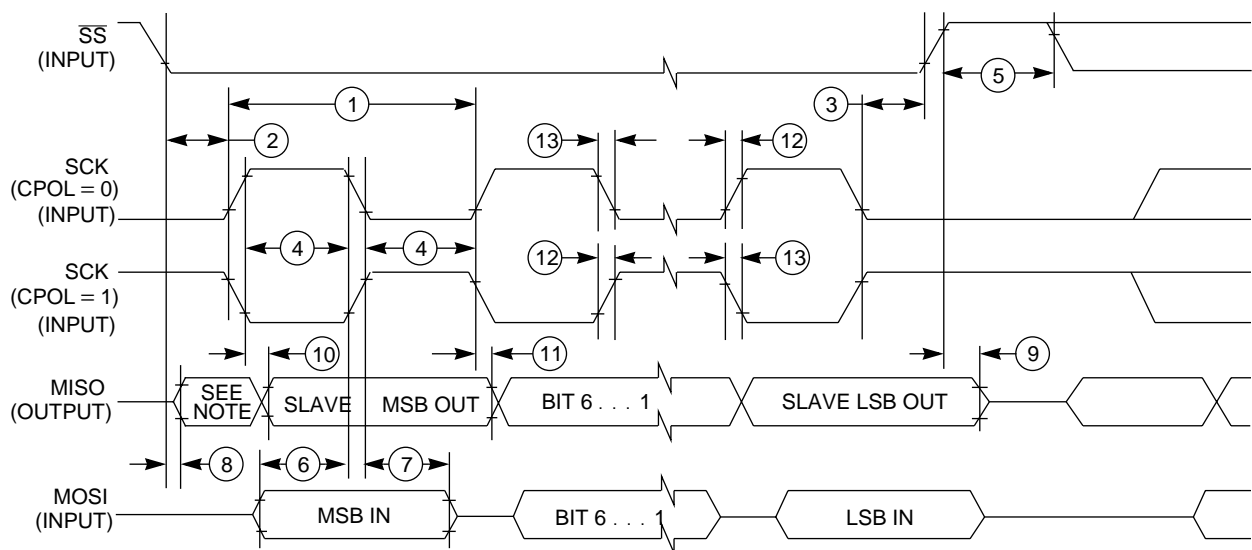 SS
(INPUT)
5
1
3
2
13
12
SCK
(CPOL = 0)
(INPUT)
4
4
SCK
(CPOL = 1)
(INPUT)
12
13
10
11
9
MISO
(OUTPUT)
SEE
NOTE
SLAVE MSB OUT
BIT 6 . . . 1
SLAVE LSB OUT
8
6
7
MOSI
(INPUT)
MSB IN
BIT 6 . . . 1
LSB IN